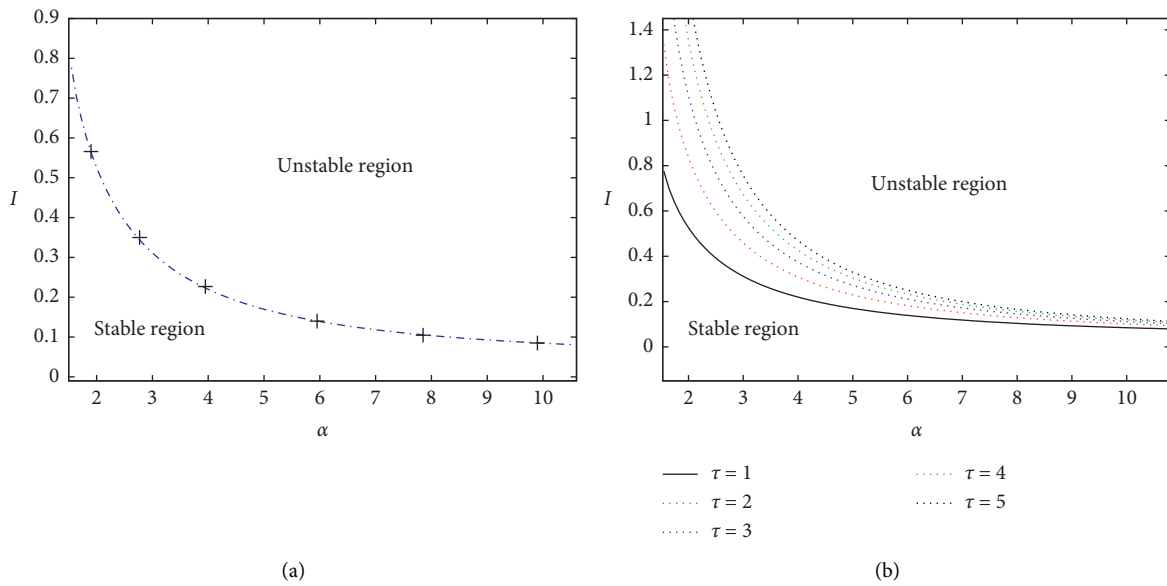 0.9
0.8
0.7
0.6
0.5
0.4
0.3
0.2
0.1
0
I
Unstable region
Stable region
2 3 4 5 6 7 8 9 10
α
(a)
1.4
1.2
1
0.8
0.6
0.4
0.2
0
I
Unstable region
Stable region
2 3 4 5 6 7 8 9 10
α
τ = 1
τ = 2
τ = 3
τ = 4
τ = 5
(b)